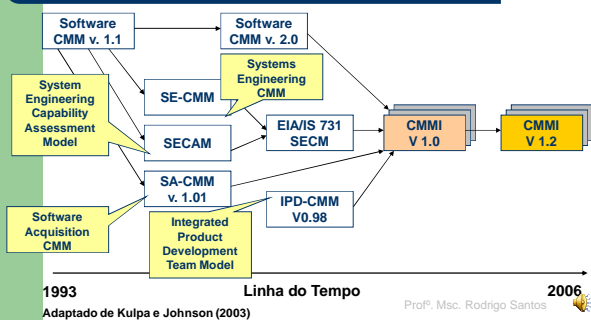 Software
CMM v. 1.1
Software
CMM v. 2.0
Systems
Engineering
CMM
System
Engineering
Capability
Assessment
Model
SE-CMM
SECAM
EIA/IS 731
SECM
CMMI
V 1.0
CMMI
V 1.2
SA-CMM
v. 1.01
IPD-CMM
V0.98
Software
Acquisition
CMM
Integrated
Product
Development
Team Model
1993
Linha do Tempo
2006
Adaptado de Kulpa e Johnson (2003)
Profº. Msc. Rodrigo Santos